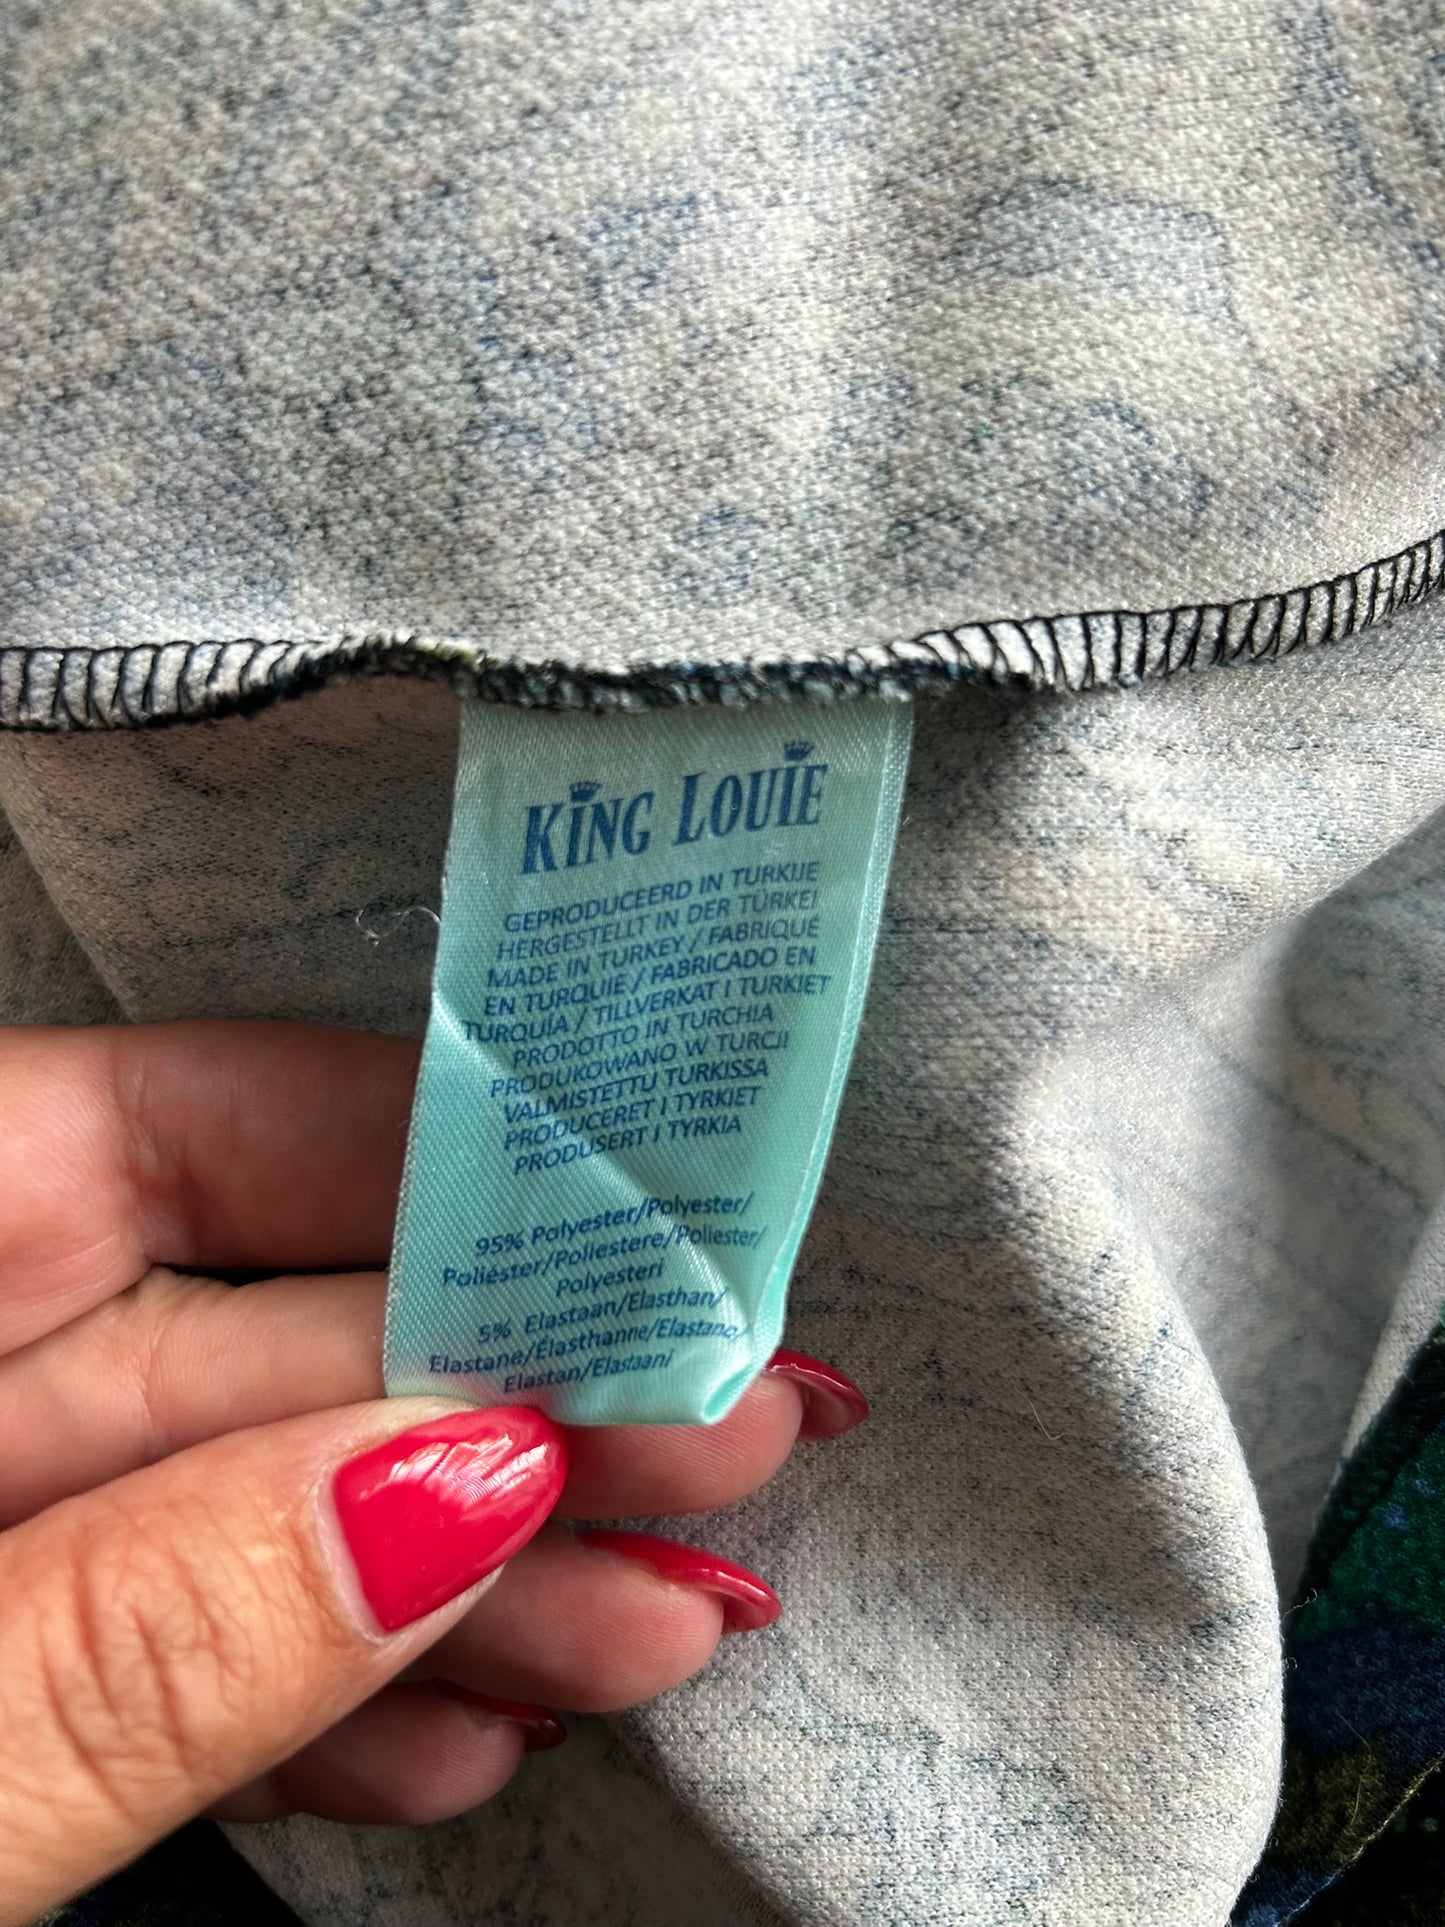 KING LOUIE
GEPRODUCEERD IN TURKIJE
HERGESTELLT IN DER TÜRKEI
MADE IN TURKEY / FABRIQUÉ
EN TURQUIE / FABRICADO EN
TURQUÍA / TILLVERKAT I TURKIET
PRODOTTO IN TURCHIA
PRODUKOWANO W TURCJI
VALMISTETTU TURKISSA
PRODUCERET I TYRKIET
PRODUSERT I TYRKIA
95% Polyester/Polyester/
Poliéster/Poliestere/Poliester/
Polyesteri
5% Elastaan/Elasthan/
Elastane/Élasthanne/Elastano
Elastan/Elastaani